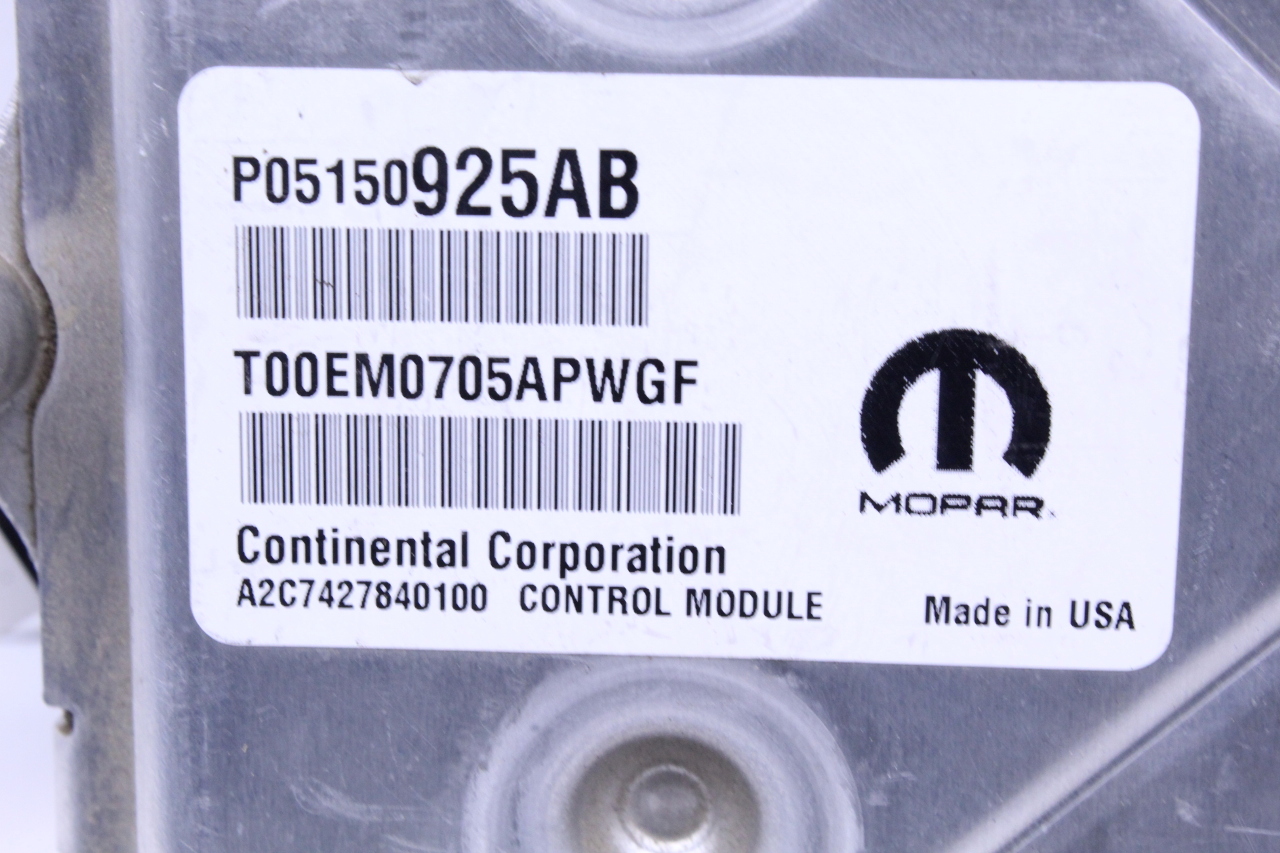 P05150925AB
T00EM0705APWGF
MOPAR
Continental Corporation
A2C7427840100 CONTROL MODULE
Made in USA